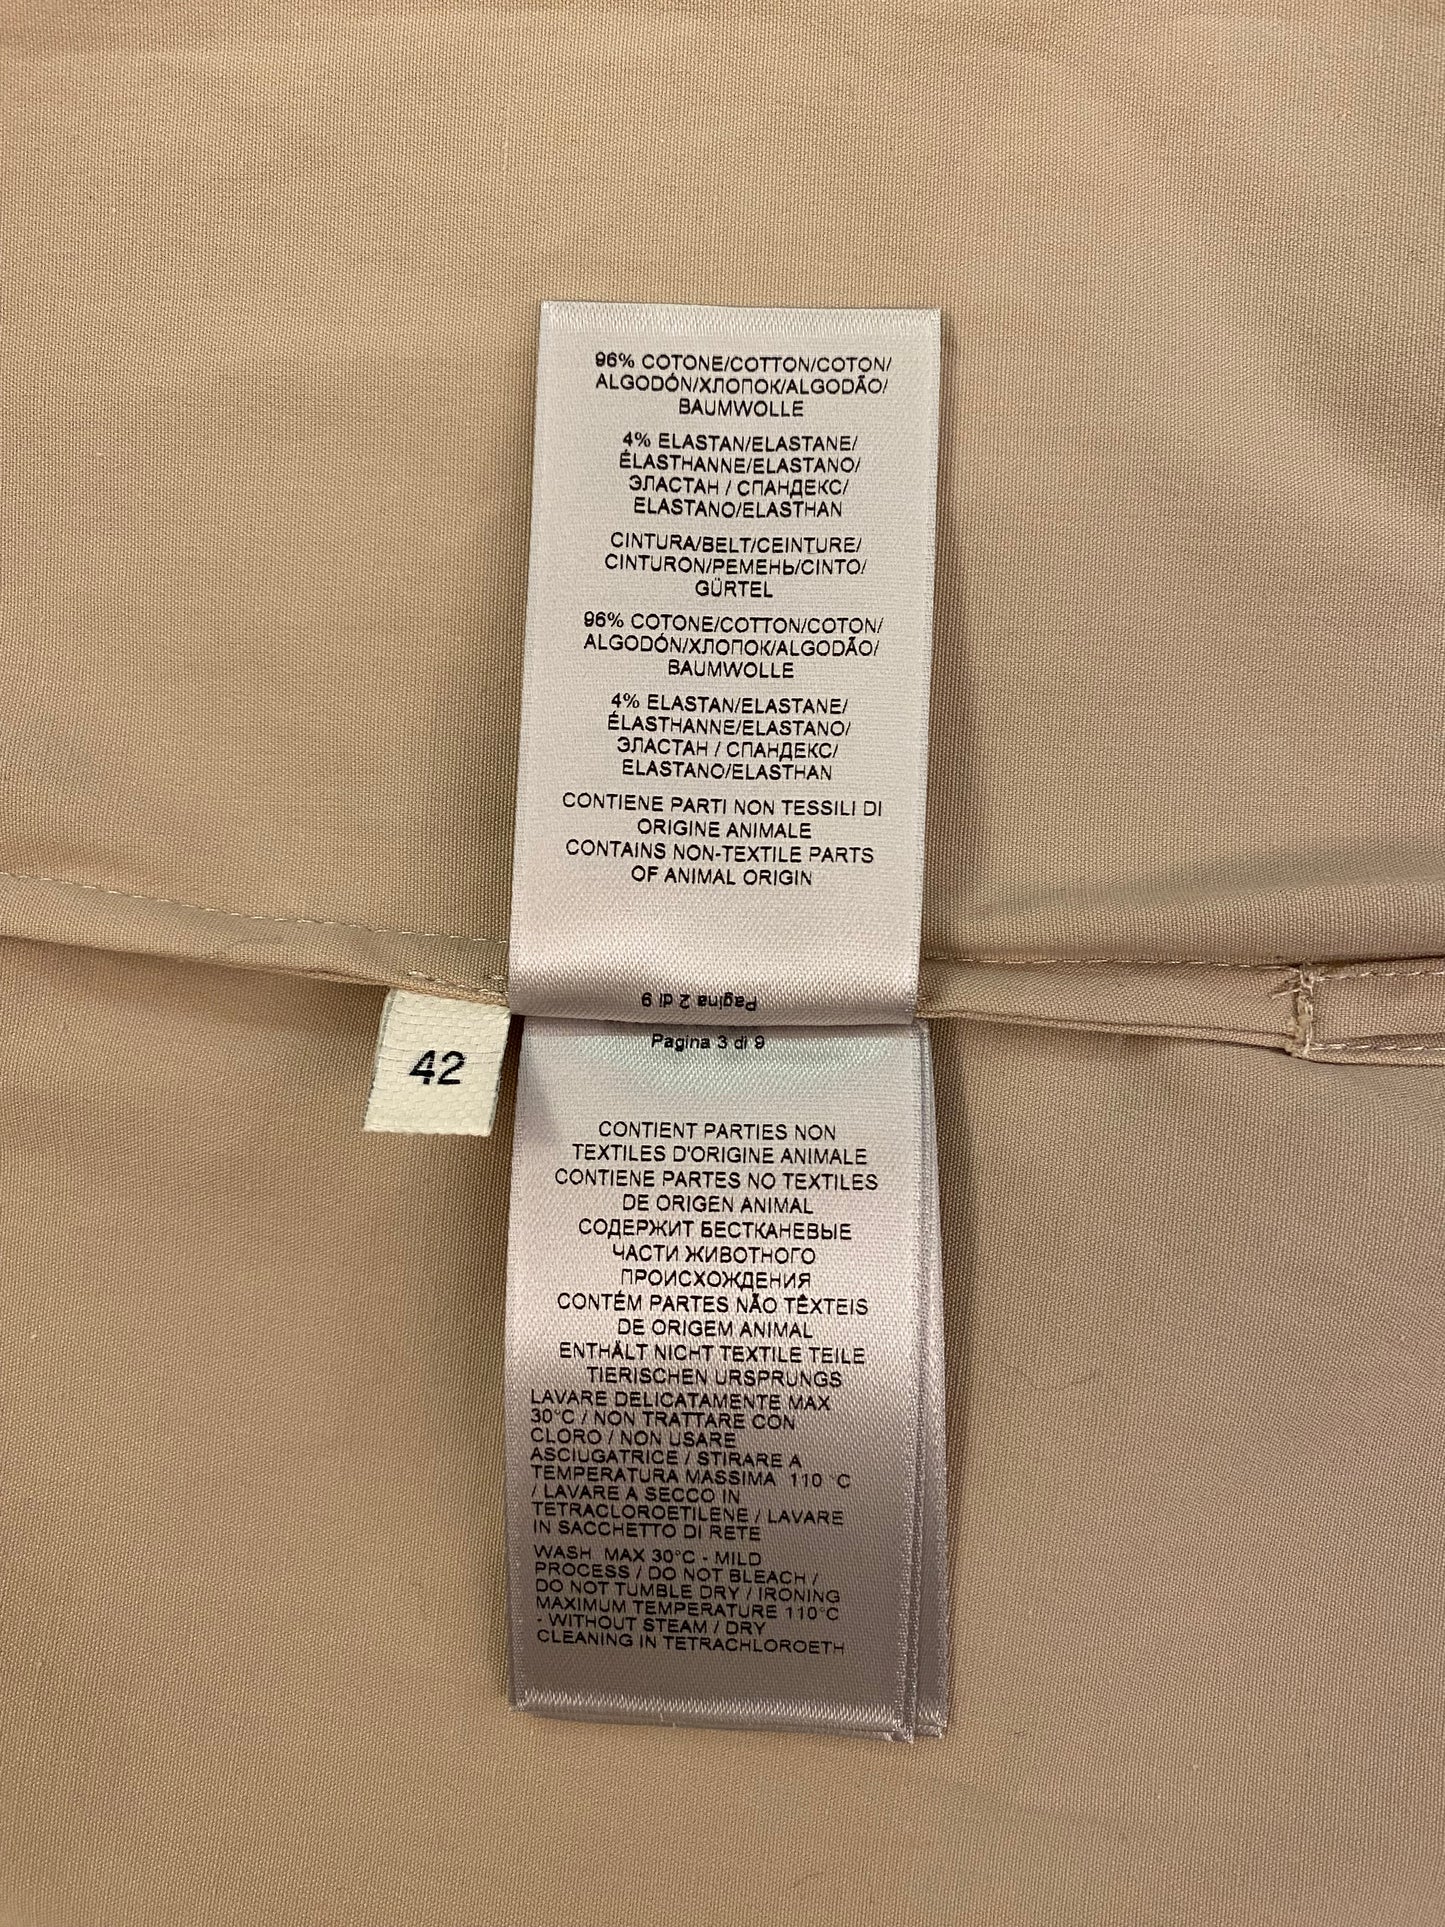 96% COTONE/COTTON/COTON/
ALGODÓN/ХЛОПОК/ALGODÃO/
BAUMWOLLE
4% ELASTAN/ELASTANE/
ÉLASTHANNE/ELASTANO/
ЭЛАСТАН / СПАНДЕКС/
ELASTANO/ELASTHAN
CINTURA/BELT/CEINTURE/
CINTURON/РЕМЕНЬ/CINTO/
GÜRTEL
96% COTONE/COTTON/COTON/
ALGODÓN/ХЛОПОК/ALGODÃO/
BAUMWOLLE
4% ELASTAN/ELASTANE/
ÉLASTHANNE/ELASTANO/
ЭЛАСТАН / СПАНДЕКС/
ELASTANO/ELASTHAN
CONTIENE PARTI NON TESSILI DI
ORIGINE ANIMALE
CONTAINS NON-TEXTILE PARTS
OF ANIMAL ORIGIN
Pagina 2 di 9
42
Pagina 3 di 9
CONTIENT PARTIES NON
TEXTILES D'ORIGINE ANIMALE
CONTIENE PARTES NO TEXTILES
DE ORIGEN ANIMAL
СОДЕРЖИТ БЕСТКАНЕВЫЕ
ЧАСТИ ЖИВОТНОГО
ПРОИСХОЖДЕНИЯ
CONTÉM PARTES NÃO TÊXTEIS
DE ORIGEM ANIMAL
ENTHÄLT NICHT TEXTILE TEILE
TIERISCHEN URSPRUNGS
LAVARE DELICATAMENTE MAX
30°C / NON TRATTARE CON
CLORO / NON USARE
ASCIUGATRICE / STIRARE A
TEMPERATURA MASSIMA 110 °C
/ LAVARE A SECCO IN
TETRACLOROETILENE / LAVARE
IN SACCHETTO DI RETE
WASH MAX 30°C - MILD
PROCESS / DO NOT BLEACH /
DO NOT TUMBLE DRY / IRONING
MAXIMUM TEMPERATURE 110°C
- WITHOUT STEAM / DRY
CLEANING IN TETRACHLOROETH